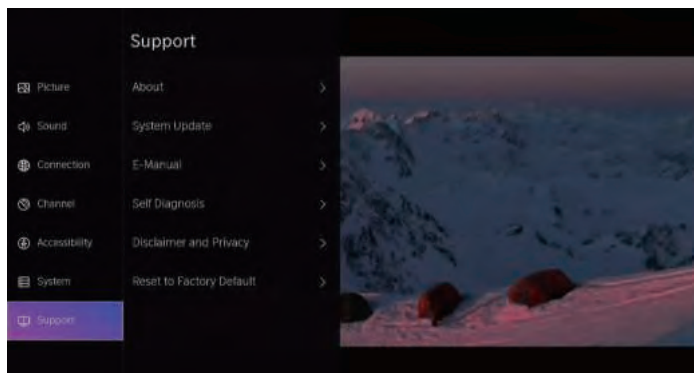 Support
Picture
Sound
Connection
Channel
Accessibility
System
Support
About
System Update
E-Manual
Self Diagnosis
Disclaimer and Privacy
Reset to Factory Default